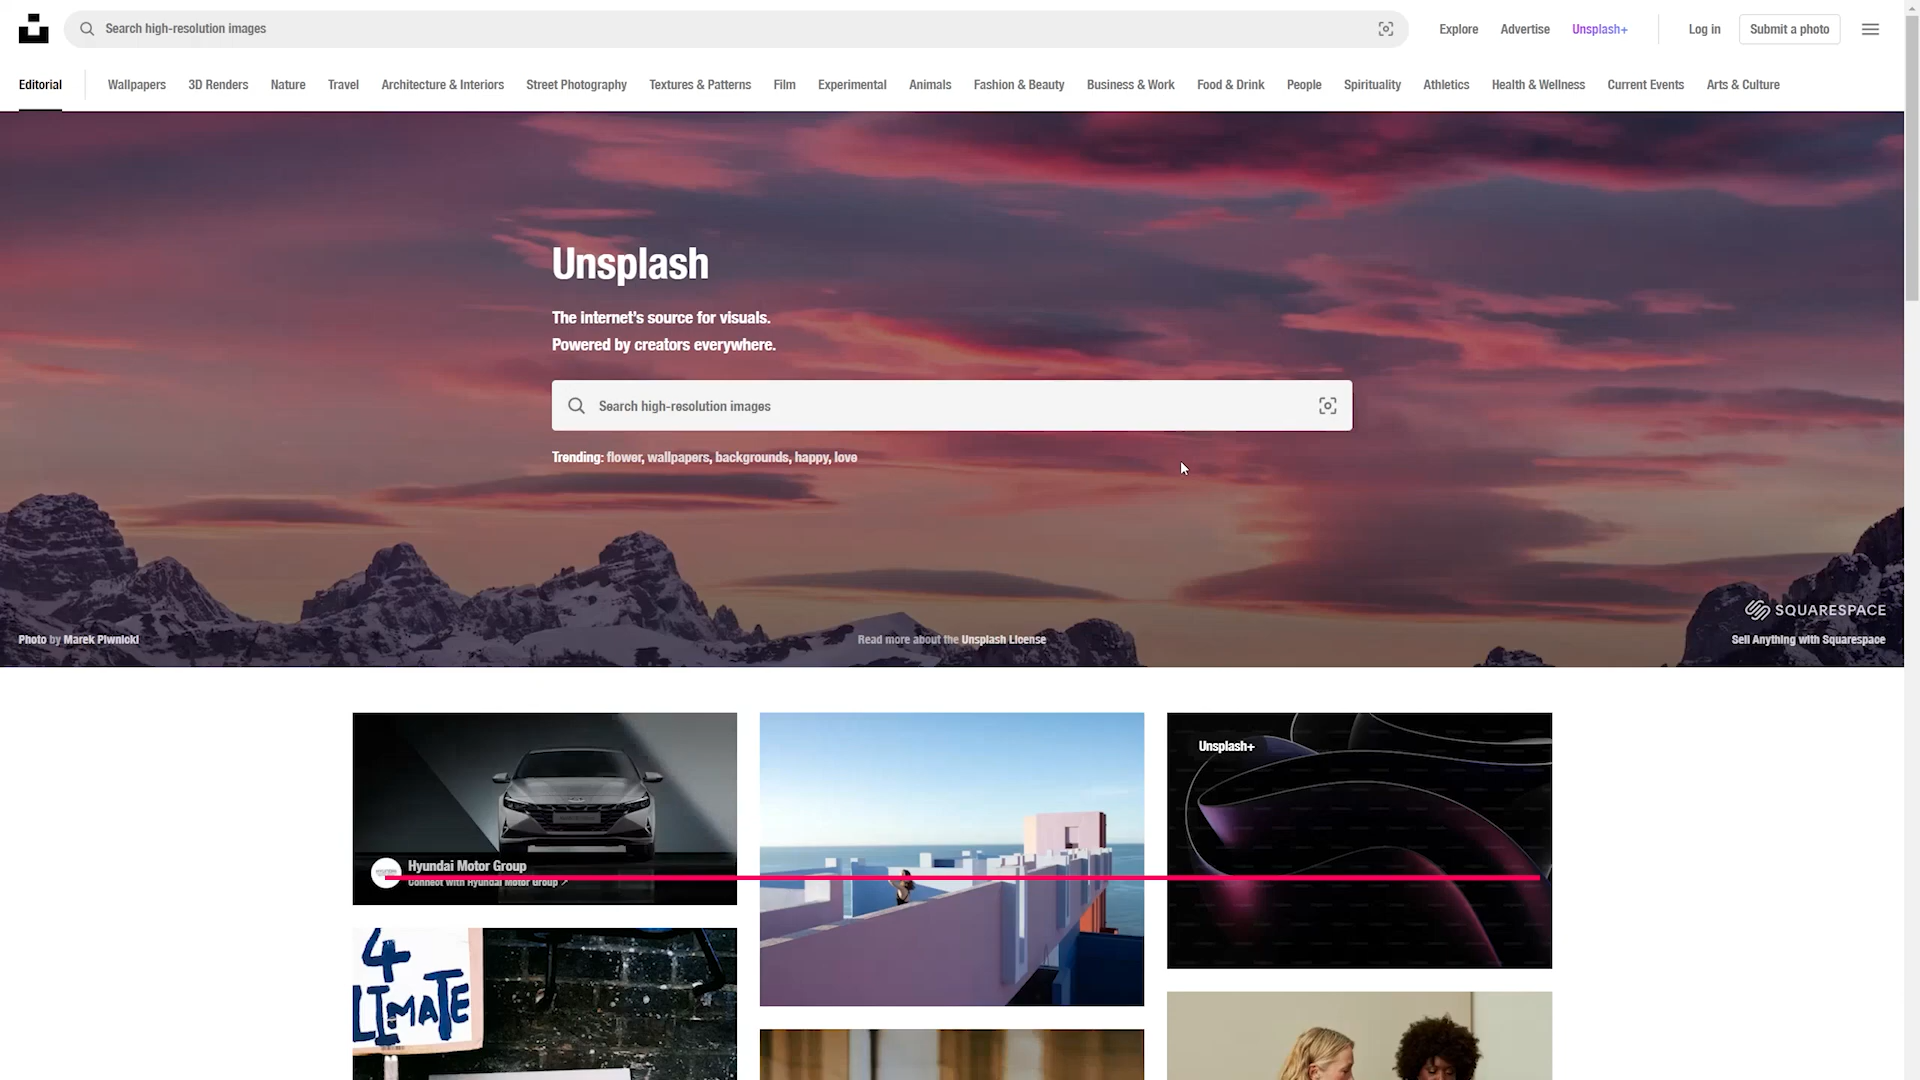 Search high-resolution images
Explore
Advertise
Unsplash+
Log in
Submit a photo
Editorial
Wallpapers
3D Renders
Nature
Travel
Architecture & Interiors
Street Photography
Textures & Patterns
Film
Experimental
Animals
Fashion & Beauty
Business & Work
Food & Drink
People
Spirituality
Athletics
Health & Wellness
Current Events
Arts & Culture
Unsplash
The internet's source for visuals.
Powered by creators everywhere.
Search high-resolution images
Trending: flower, wallpapers, backgrounds, happy, love
SQUARESPACE
Photo by Marek Piwnicki
Read more about the Unsplash License
Sell Anything with Squarespace
Unsplash+
Hyundai Motor Group
Connect with Hyundai Motor Group ↗
4
LIMATE